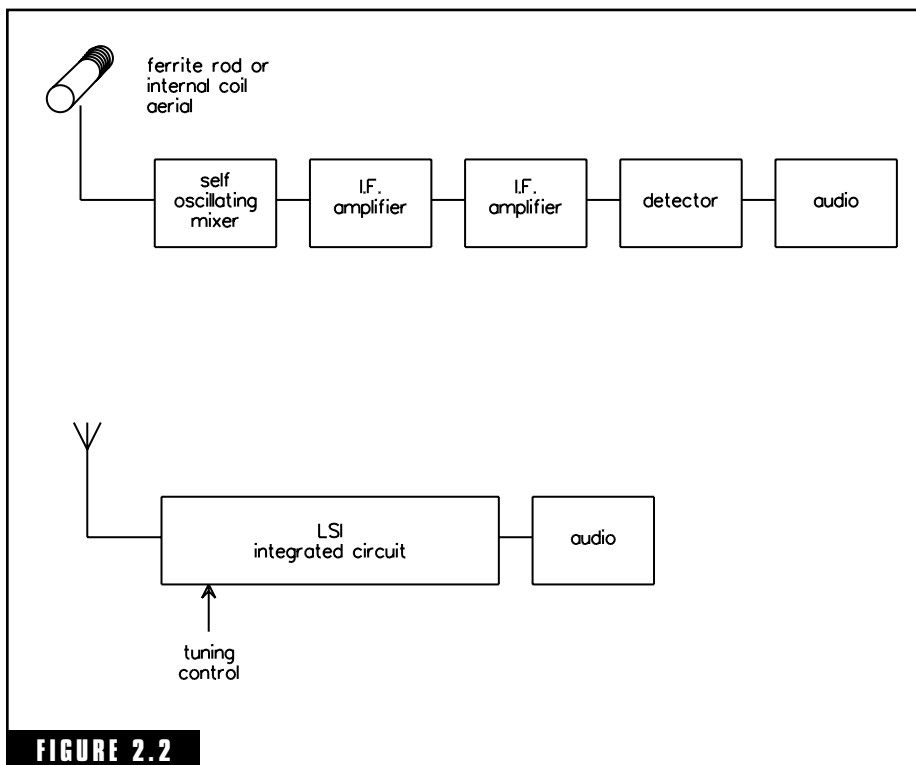 ferrite rod or
internal coil
aerial
self
oscillating
mixer
I.F.
amplifier
I.F.
amplifier
detector
audio
LSI
integrated circuit
audio
tuning
control
FIGURE 2.2